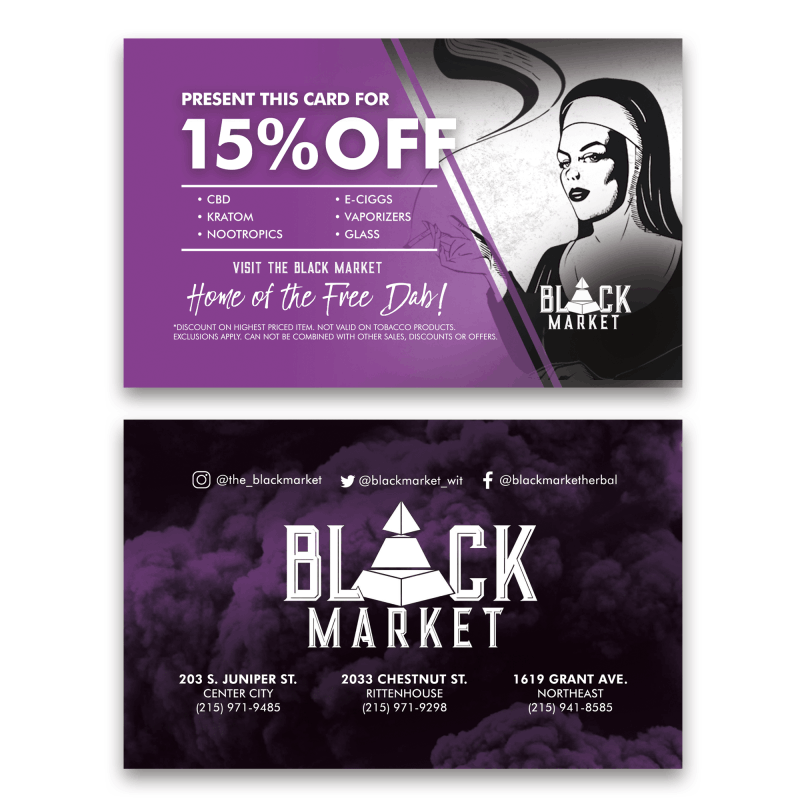 PRESENT THIS CARD FOR
15% OFF
• CBD
• KRATOM
• NOOTROPICS
• E-CIGGS
• VAPORIZERS
• GLASS
VISIT THE BLACK MARKET
Home of the Free Dab!
*DISCOUNT ON HIGHEST PRICED ITEM. NOT VALID ON TOBACCO PRODUCTS.
EXCLUSIONS APPLY. CAN NOT BE COMBINED WITH OTHER SALES, DISCOUNTS OR OFFERS.
BLACK
MARKET
@the_blackmarket @blackmarket_wit @blackmarketherbal
BLACK
MARKET
203 S. JUNIPER ST.
CENTER CITY
(215) 971-9485
2033 CHESTNUT ST.
RITTENHOUSE
(215) 971-9298
1619 GRANT AVE.
NORTHEAST
(215) 941-8585